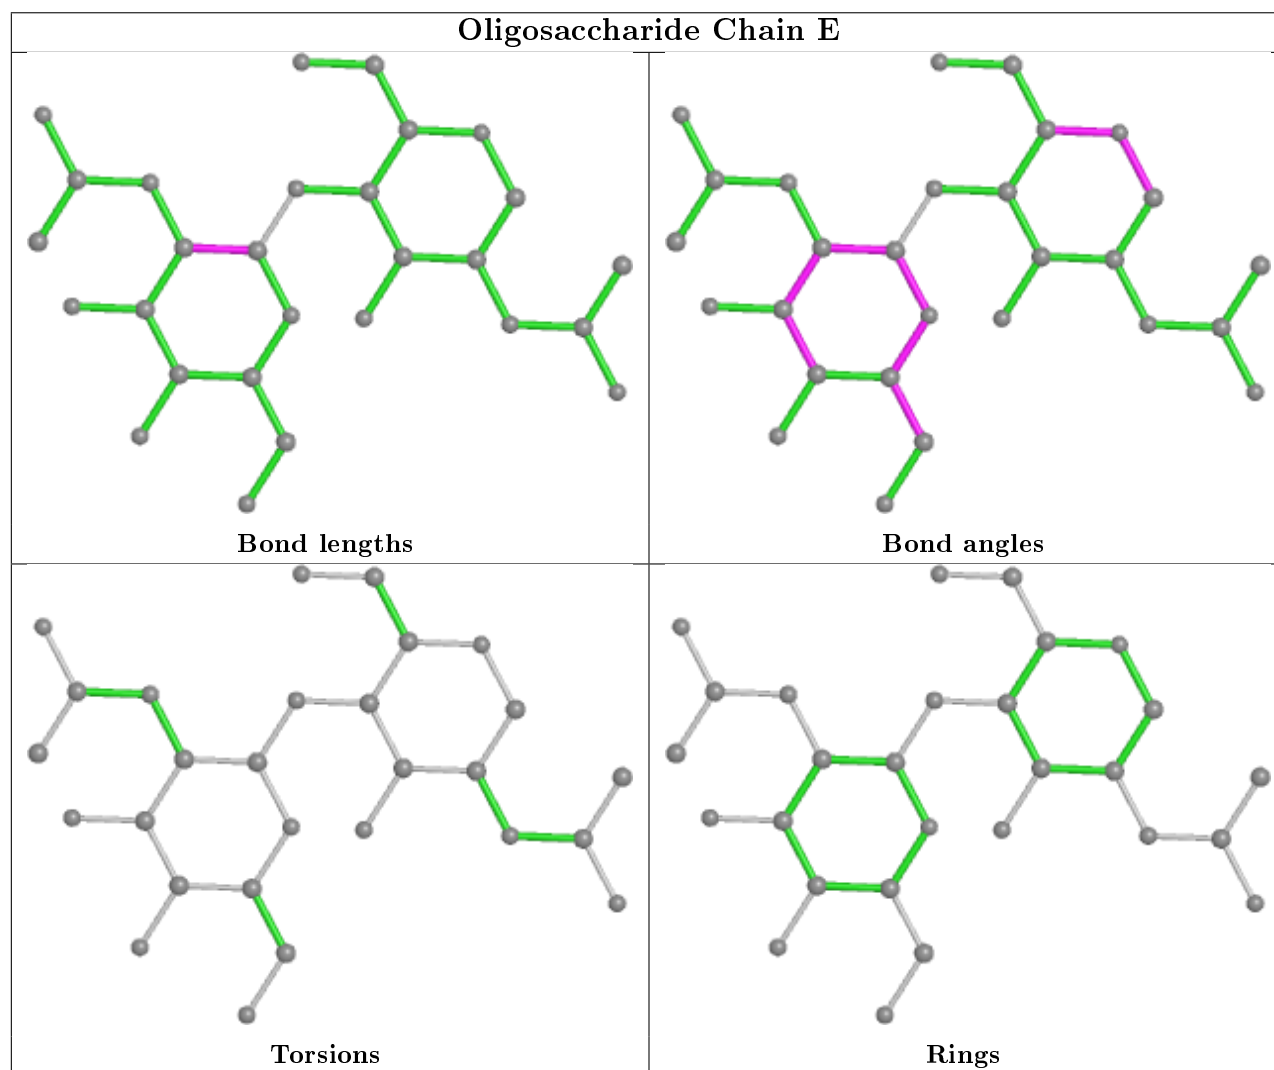 Oligosaccharide Chain E
Bond lengths
Bond angles
Torsions
Rings